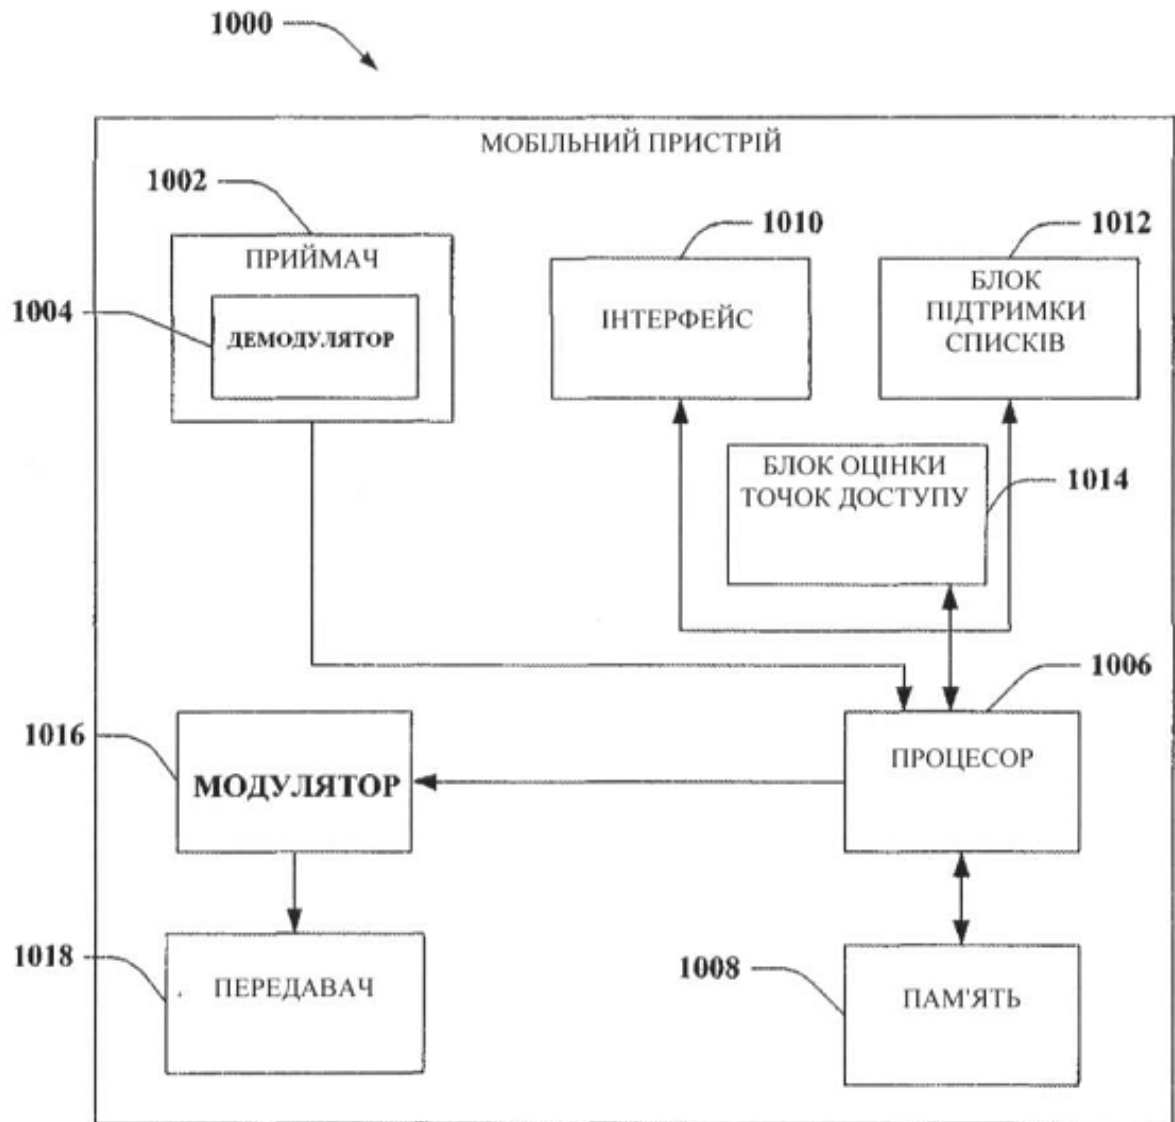 1000
МОБІЛЬНИЙ ПРИСТРІЙ
1002
ПРИЙМАЧ
1004
ДЕМОДУЛЯТОР
1010
ІНТЕРФЕЙС
1012
БЛОК
ПІДТРИМКИ
СПИСКІВ
БЛОК ОЦІНКИ
ТОЧОК ДОСТУПУ
1014
1006
ПРОЦЕСОР
1016
МОДУЛЯТОР
1018
ПЕРЕДАВАЧ
1008
ПАМ'ЯТЬ